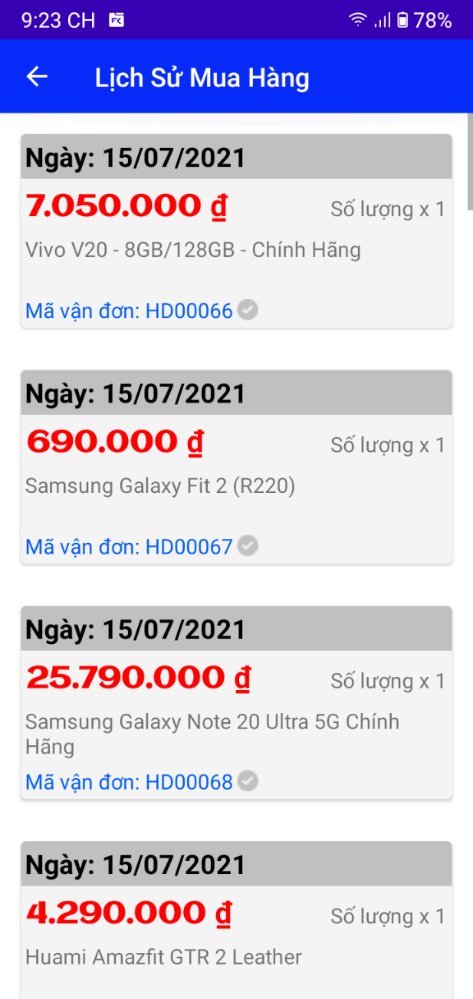 9:23 CH
78%
Lịch Sử Mua Hàng
Ngày: 15/07/2021
7.050.000 ₫
Số lượng x 1
Vivo V20 - 8GB/128GB - Chính Hãng
Mã vận đơn: HD00066
Ngày: 15/07/2021
690.000 ₫
Số lượng x 1
Samsung Galaxy Fit 2 (R220)
Mã vận đơn: HD00067
Ngày: 15/07/2021
25.790.000 ₫
Số lượng x 1
Samsung Galaxy Note 20 Ultra 5G Chính
Hãng
Mã vận đơn: HD00068
Ngày: 15/07/2021
4.290.000 ₫
Số lượng x 1
Huami Amazfit GTR 2 Leather